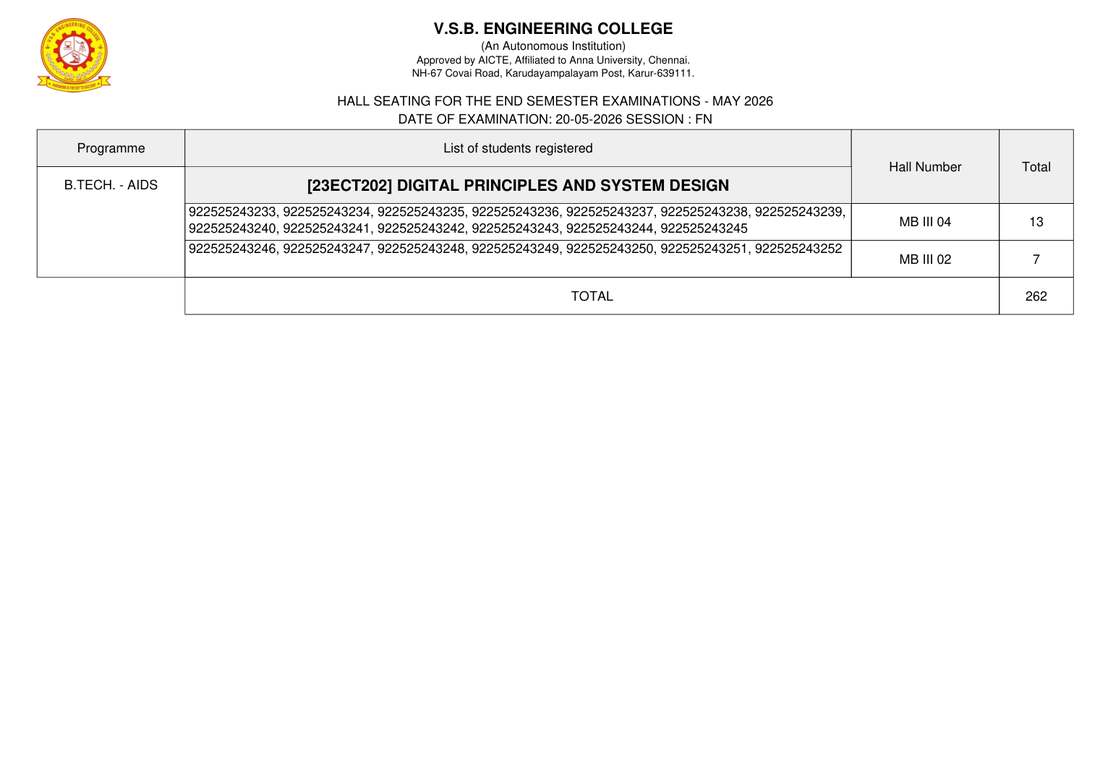 V.S.B. ENGINEERING COLLEGE
(An Autonomous Institution)
Approved by AICTE, Affiliated to Anna University, Chennai.
NH-67 Covai Road, Karudayampalayam Post, Karur-639111.
HALL SEATING FOR THE END SEMESTER EXAMINATIONS - MAY 2026
DATE OF EXAMINATION: 20-05-2026 SESSION : FN
Programme
List of students registered
Hall Number
Total
B.TECH. - AIDS
[23ECT202] DIGITAL PRINCIPLES AND SYSTEM DESIGN
922525243233, 922525243234, 922525243235, 922525243236, 922525243237, 922525243238, 922525243239,
922525243240, 922525243241, 922525243242, 922525243243, 922525243244, 922525243245
MB III 04
13
922525243246, 922525243247, 922525243248, 922525243249, 922525243250, 922525243251, 922525243252
MB III 02
7
TOTAL
262